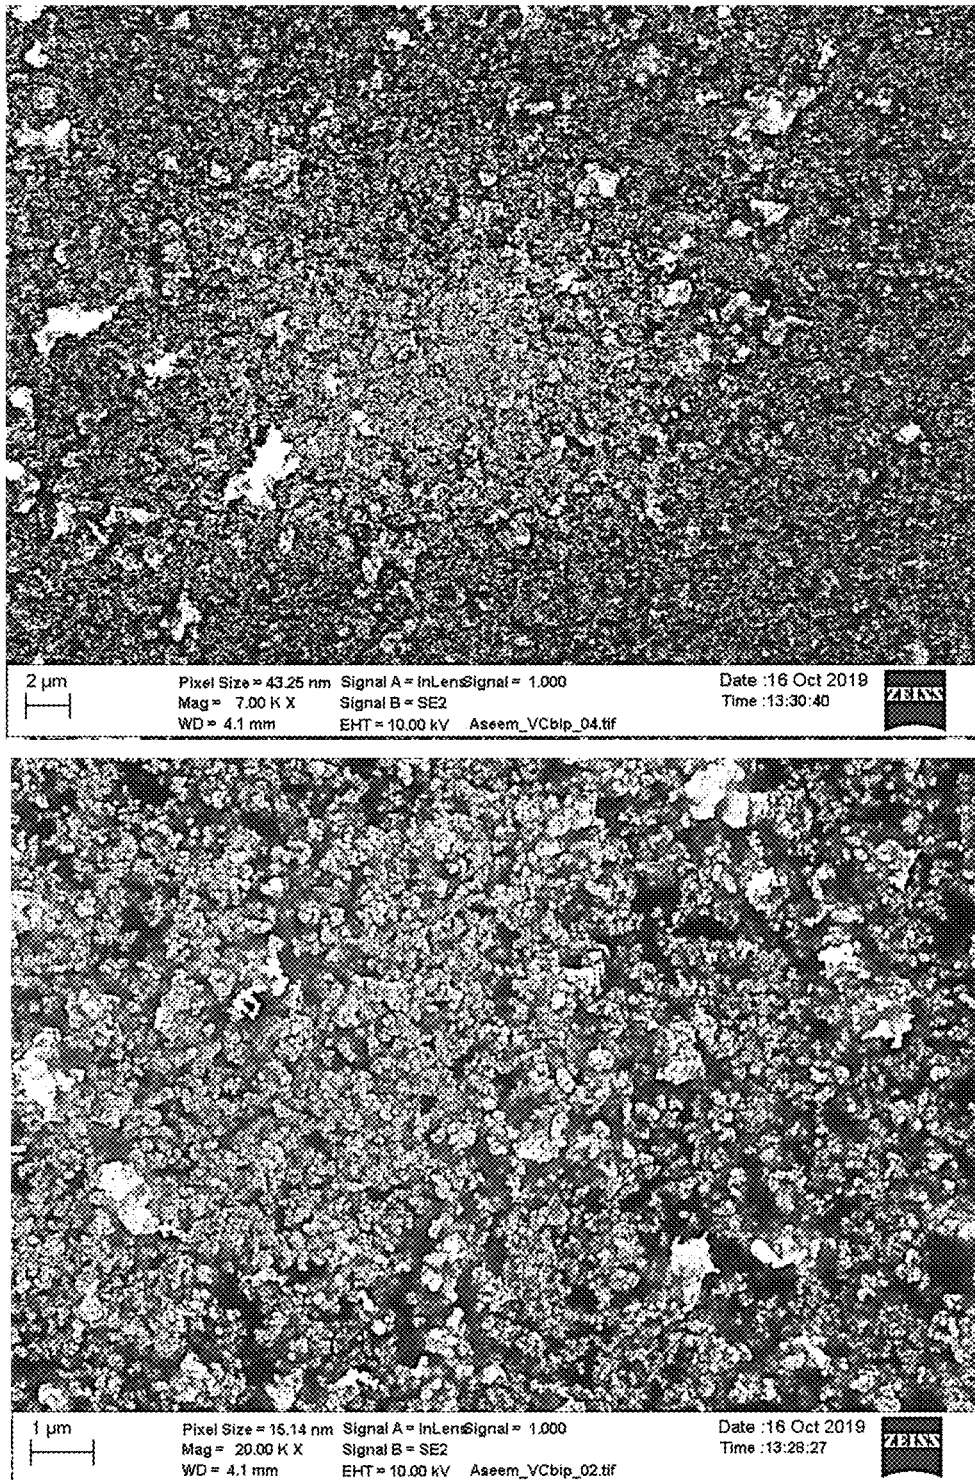 2 µm
Pixel Size = 43.25 nm Signal A = InLensSignal = 1.000 Date :16 Oct 2019
Mag = 7.00 K X Signal B = SE2 Time :13:30:40
WD = 4.1 mm EHT = 10.00 kV Aseem_VCbip_04.tif
ZEISS
1 µm
Pixel Size = 15.14 nm Signal A = InLensSignal = 1.000 Date :16 Oct 2019
Mag = 20.00 K X Signal B = SE2 Time :13:28:27
WD = 4.1 mm EHT = 10.00 kV Aseem_VCbip_02.tif
ZEISS